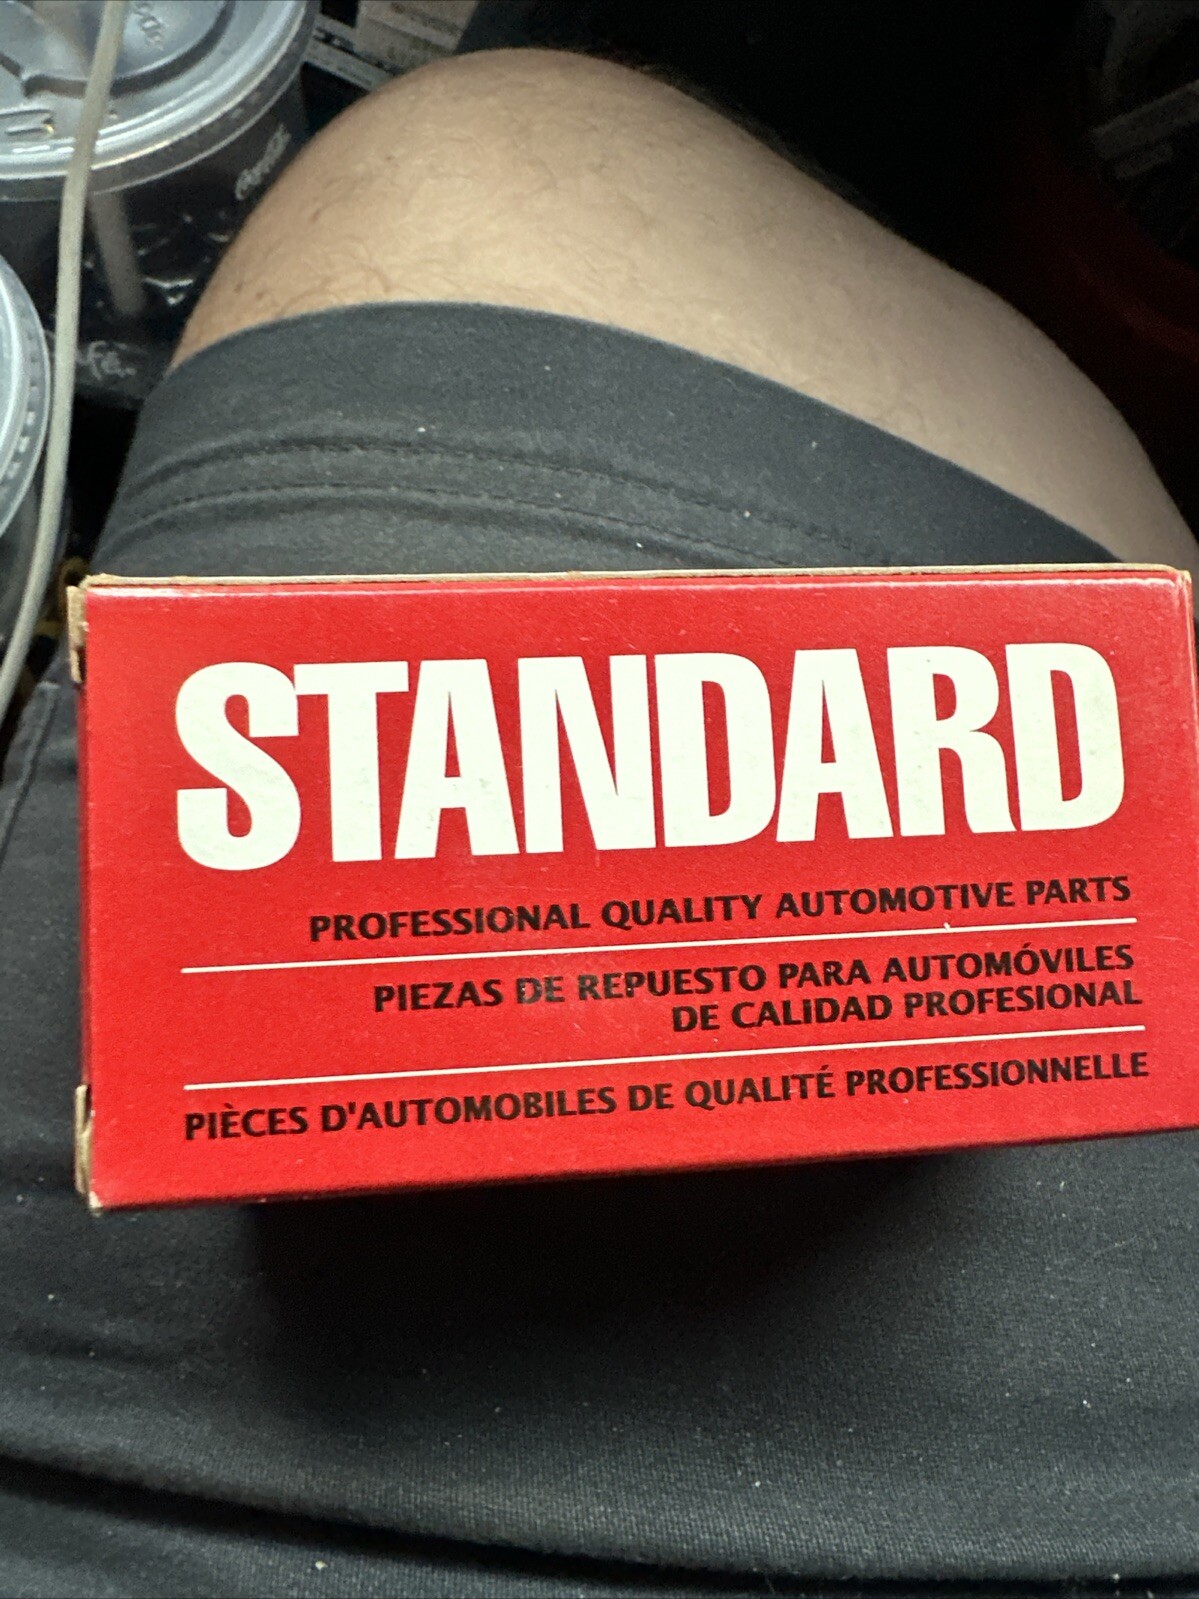 STANDARD
PROFESSIONAL QUALITY AUTOMOTIVE PARTS
PIEZAS DE REPUESTO PARA AUTOMÓVILES
DE CALIDAD PROFESIONAL
PIÈCES D'AUTOMOBILES DE QUALITÉ PROFESSIONNELLE